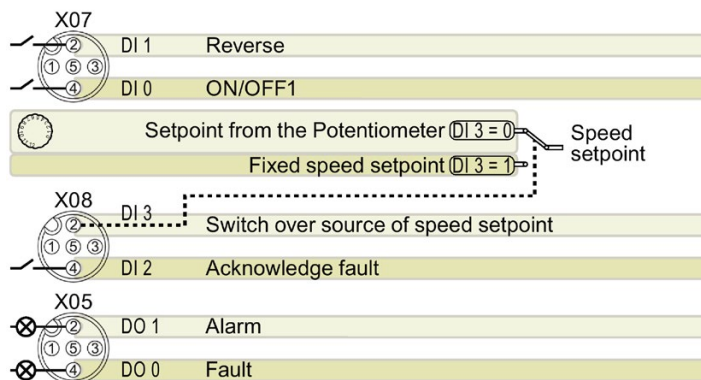 X07
② DI 1 Reverse
① ⑤ ③
④ DI 0 ON/OFF1
Setpoint from the Potentiometer DI 3 = 0
Speed
setpoint
Fixed speed setpoint DI 3 = 1
X08
② DI 3 Switch over source of speed setpoint
① ⑤ ③
④ DI 2 Acknowledge fault
X05
② DO 1 Alarm
① ⑤ ③
④ DO 0 Fault